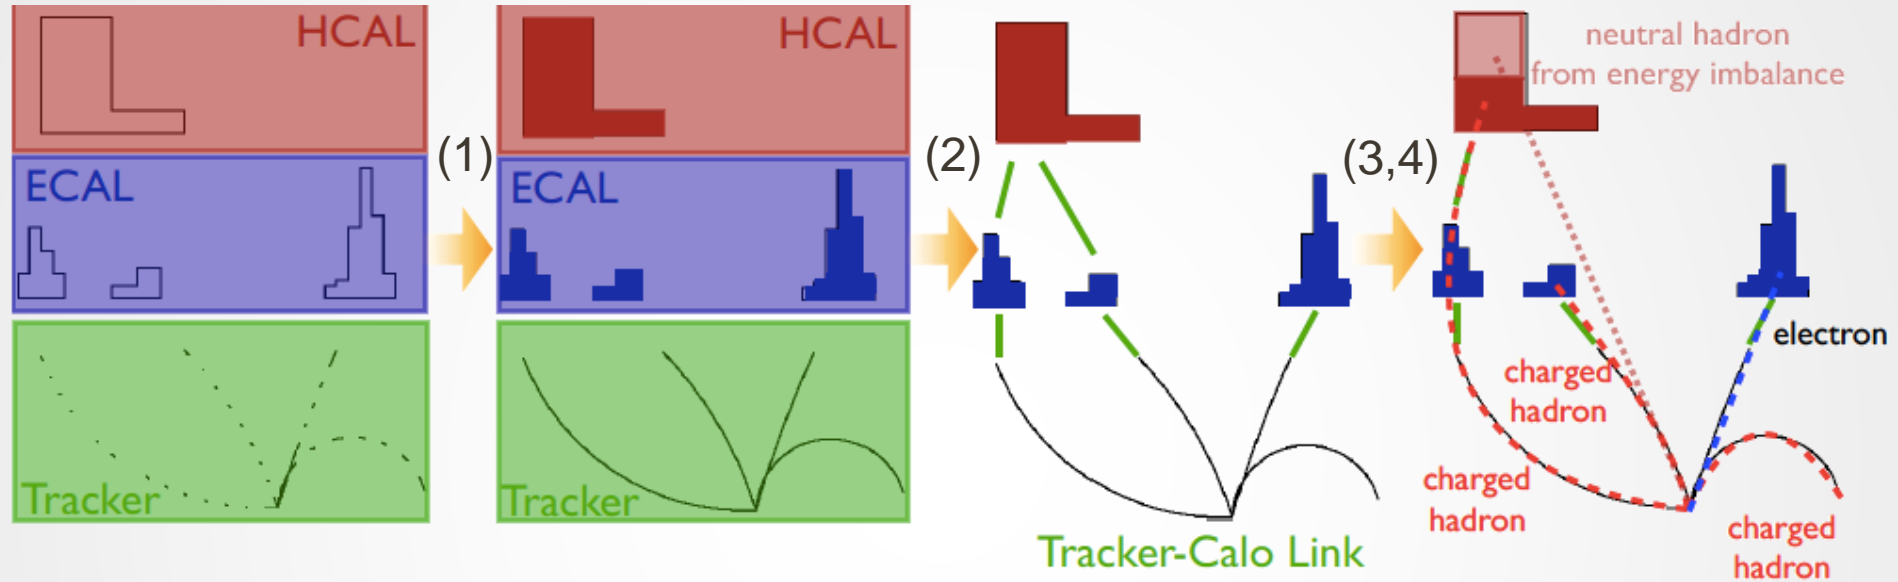 HCAL
ECAL
Tracker
(1)
HCAL
ECAL
Tracker
(2)
Tracker-Calo Link
(3,4)
neutral hadron
from energy imbalance
electron
charged
hadron
charged
hadron
charged
hadron